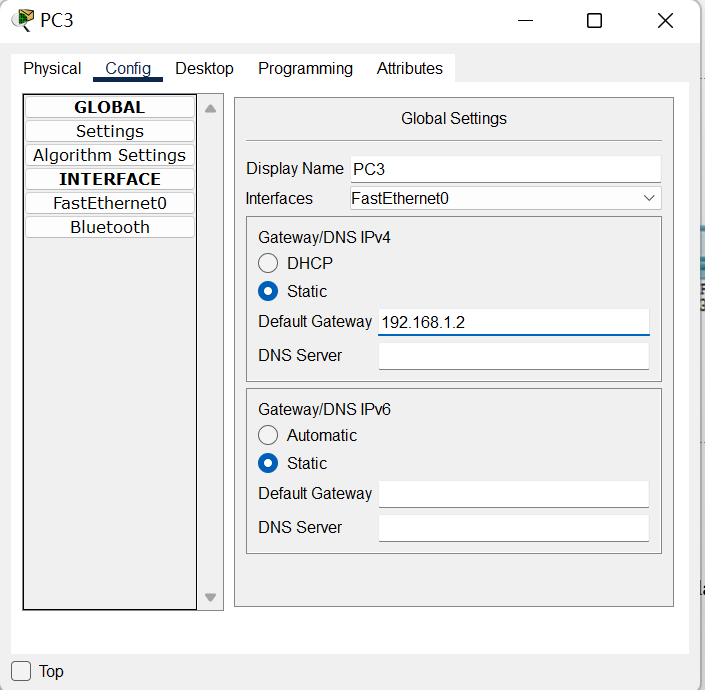 PC3
Physical Config Desktop Programming Attributes
GLOBAL
Settings
Algorithm Settings
INTERFACE
FastEthernet0
Bluetooth
Global Settings
Display Name PC3
Interfaces FastEthernet0
Gateway/DNS IPv4
DHCP
Static
Default Gateway 192.168.1.2
DNS Server
Gateway/DNS IPv6
Automatic
Static
Default Gateway
DNS Server
Top